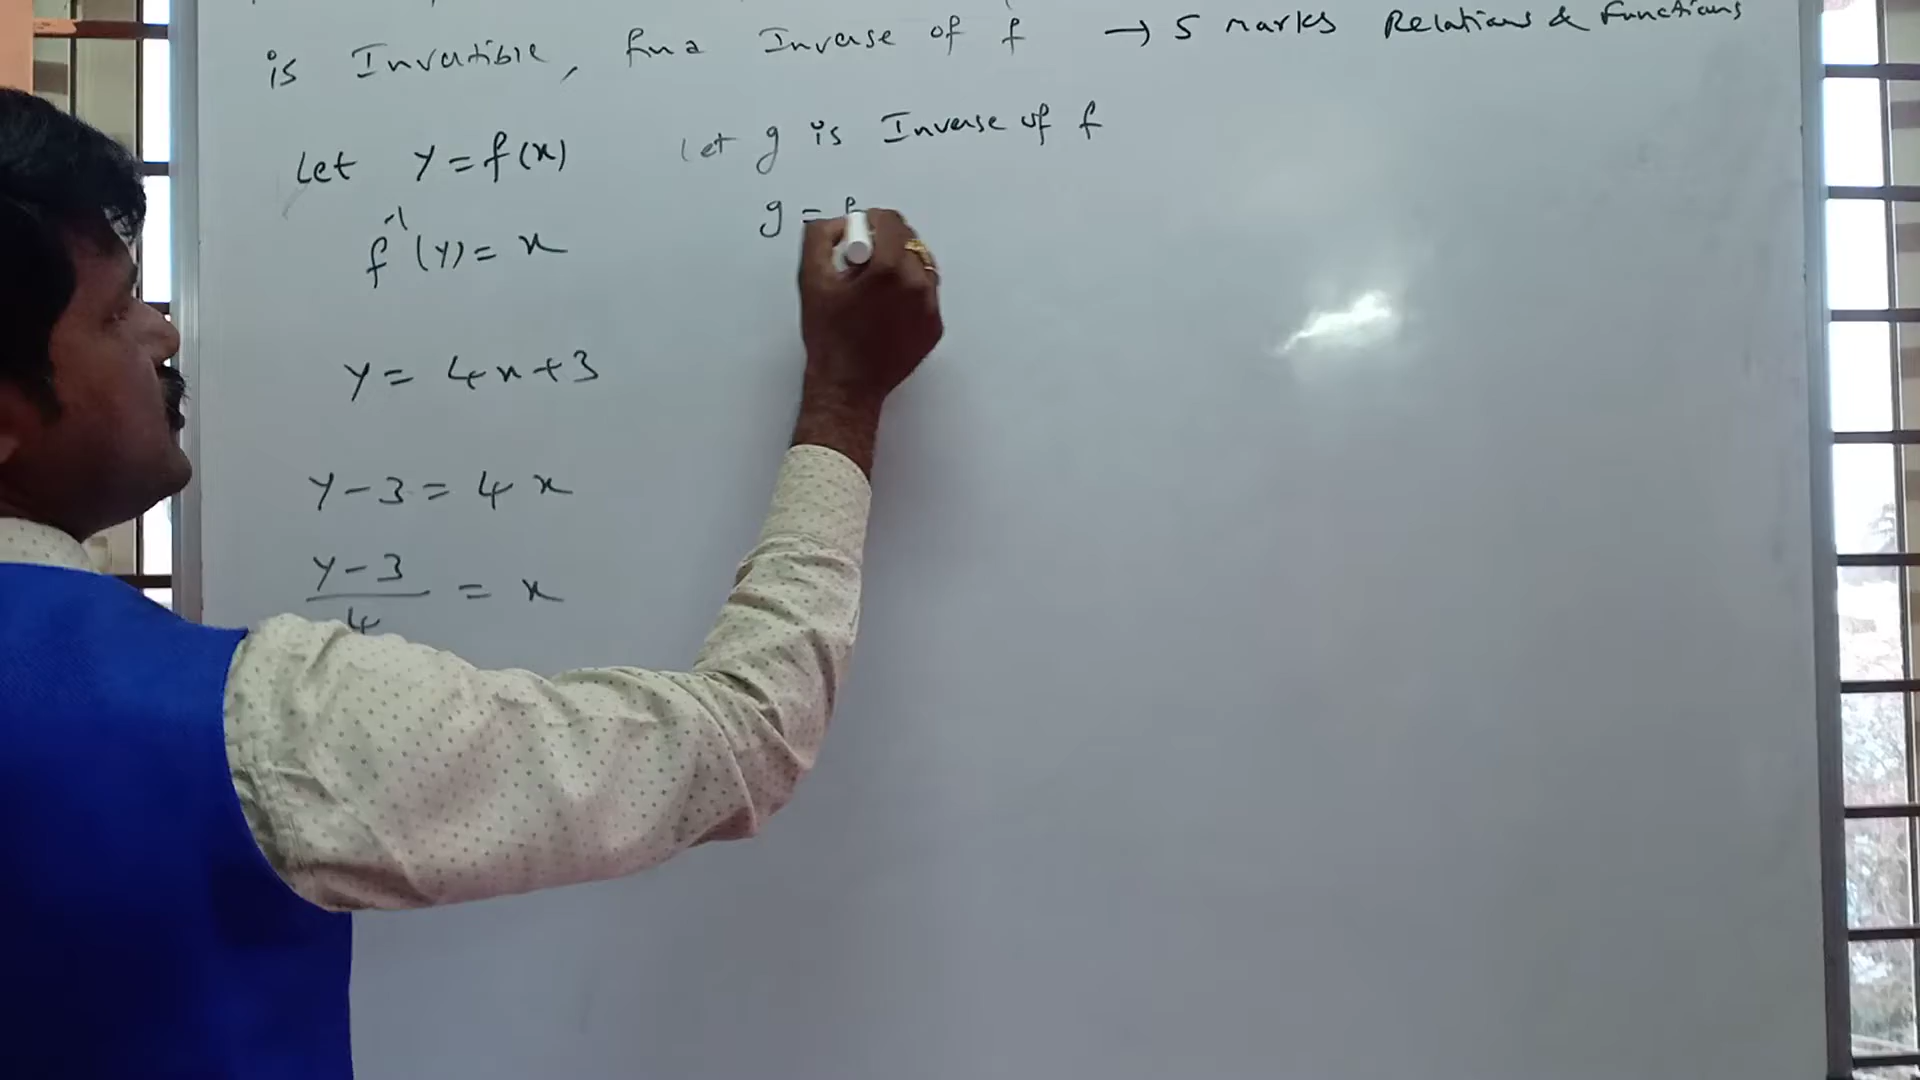 is Invertible, find Inverse of f → 5 marks Relations & Functions
Let y = f(x)
f⁻¹(y) = x
y = 4x+3
y-3 = 4x
y-3
4
= x
Let g is Inverse of f
g =